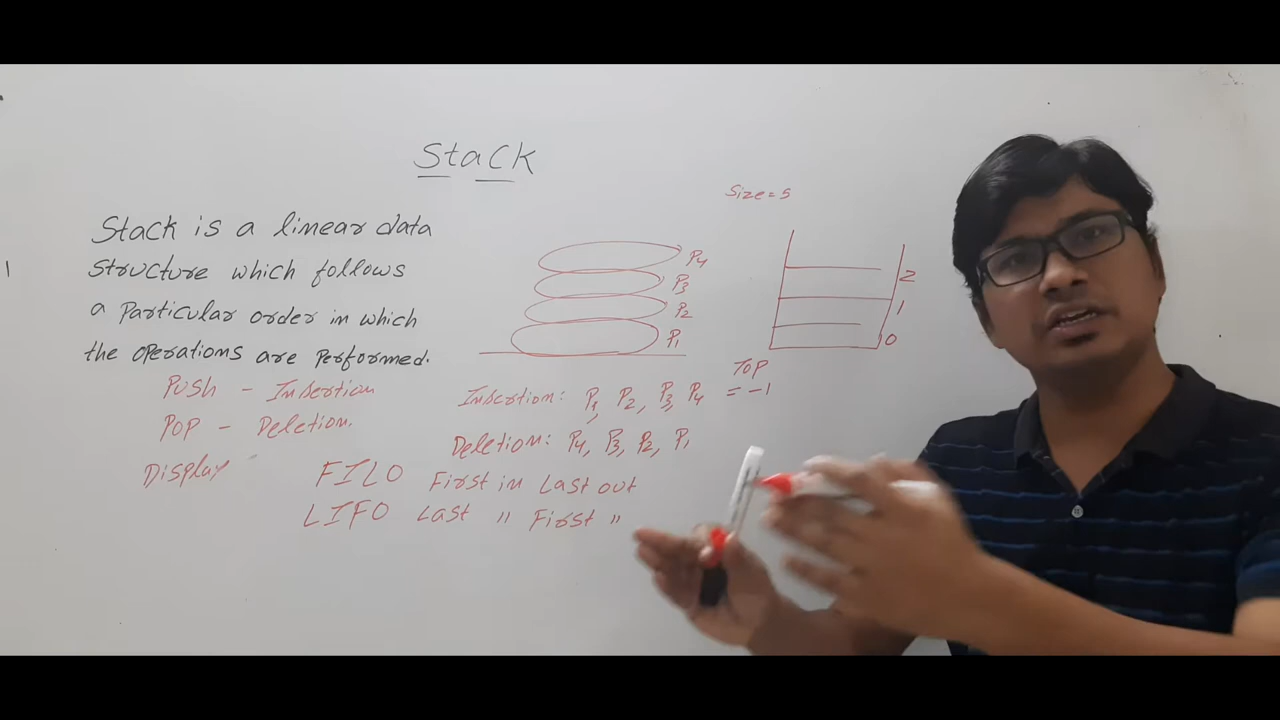 Stack
Stack is a linear data
structure which follows
a particular order in which
the operations are performed.
Push - Insertion
POP - Deletion.
Display
FILO First in Last out
LIFO Last " First "
P4
P3
P2
P1
Insertion: P1, P2, P3, P4
Deletion: P4, P3, P2, P1
Size = 5
2
1
0
TOP
= -1
1